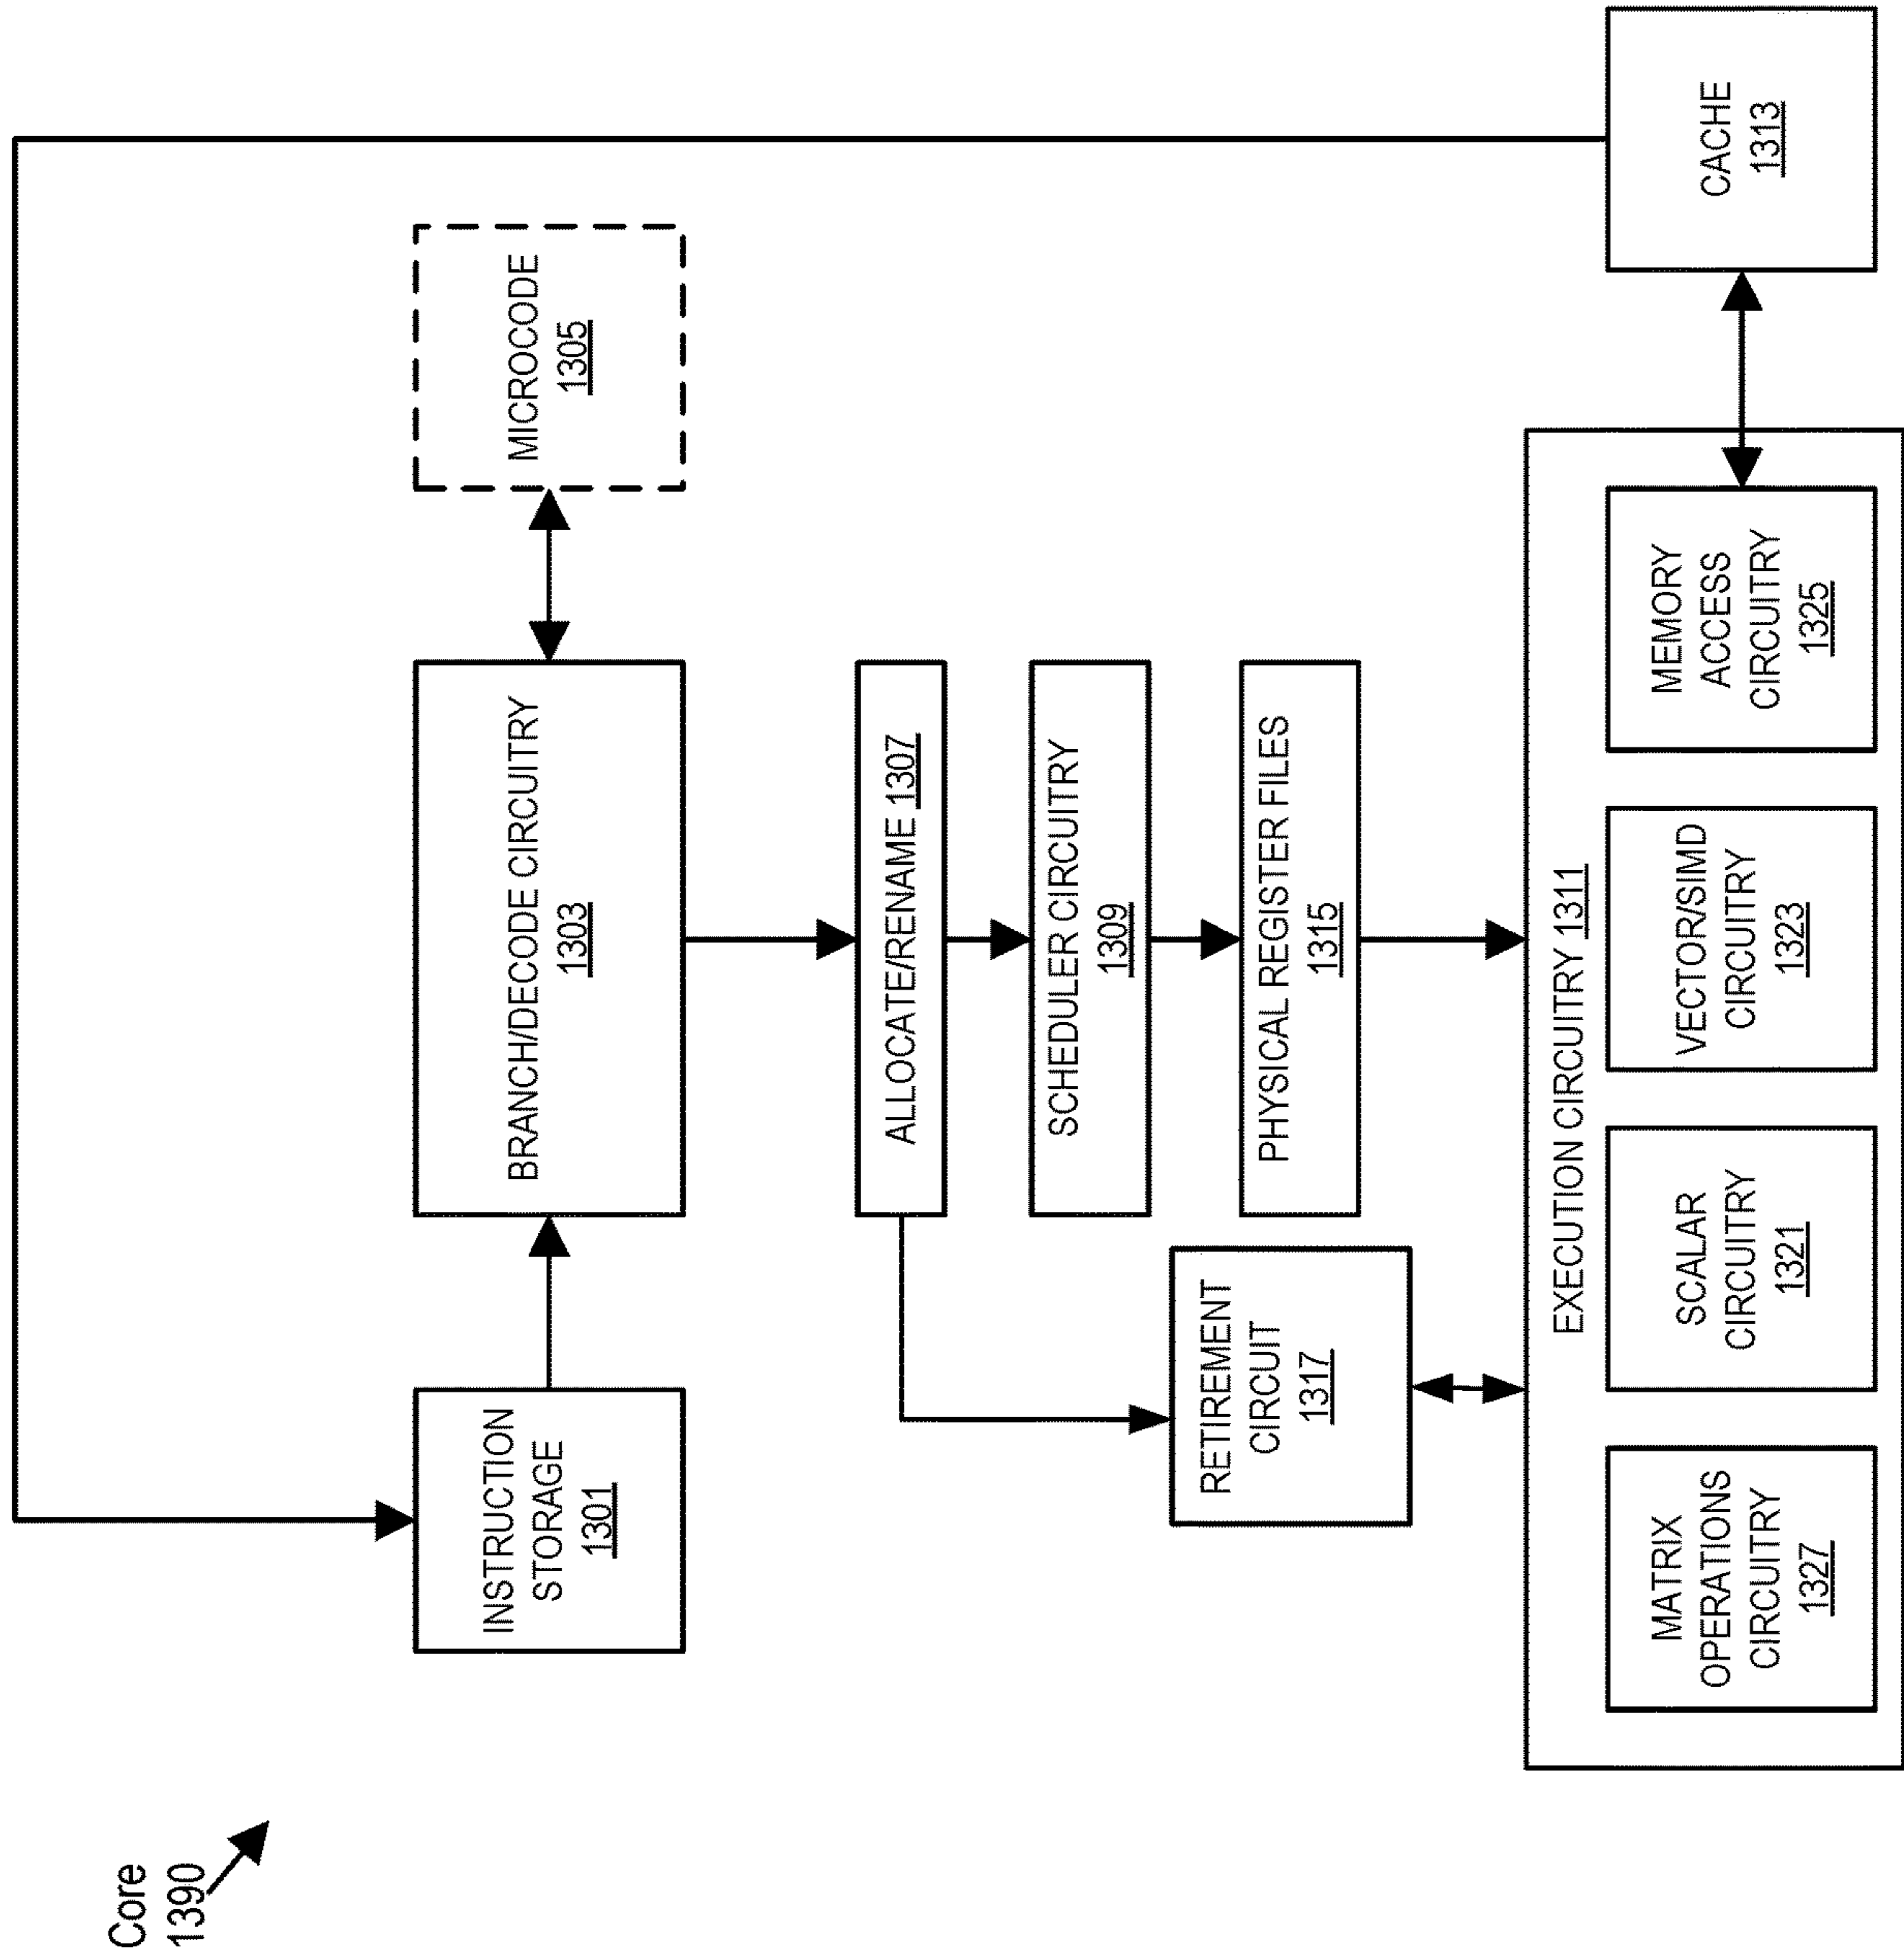 Core
1390
INSTRUCTION
STORAGE
1301
BRANCH/DECODE CIRCUITRY
1303
MICROCODE
1305
ALLOCATE/RENAME 1307
SCHEDULER CIRCUITRY
1309
PHYSICAL REGISTER FILES
1315
RETIREMENT
CIRCUIT
1317
EXECUTION CIRCUITRY 1311
MATRIX
OPERATIONS
CIRCUITRY
1327
SCALAR
CIRCUITRY
1321
VECTOR/SIMD
CIRCUITRY
1323
MEMORY
ACCESS
CIRCUITRY
1325
CACHE
1313